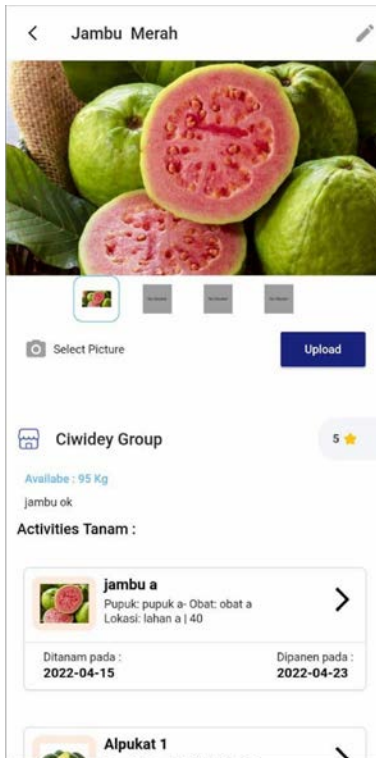 Jambu Merah
Select Picture
Upload
Ciwidey Group
5
Availabe : 95 Kg
jambu ok
Activities Tanam :
jambu a
Pupuk: pupuk a- Obat: obat a
Lokasi: lahan a | 40
Ditanam pada :
Dipanen pada :
2022-04-15
2022-04-23
Alpukat 1